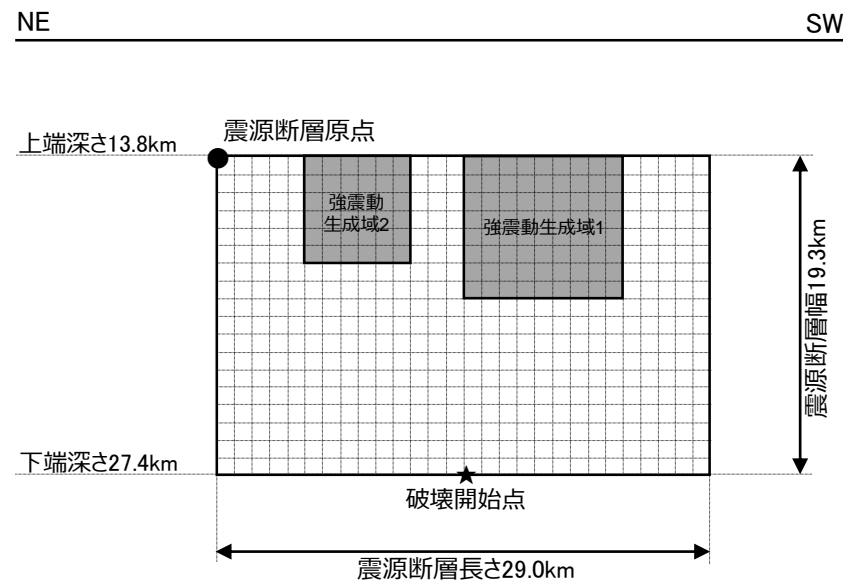 NE
SW
震源断層原点
上端深さ13.8km
強震動
生成域2
強震動生成域1
震源断層幅19.3km
下端深さ27.4km
破壊開始点
震源断層長さ29.0km